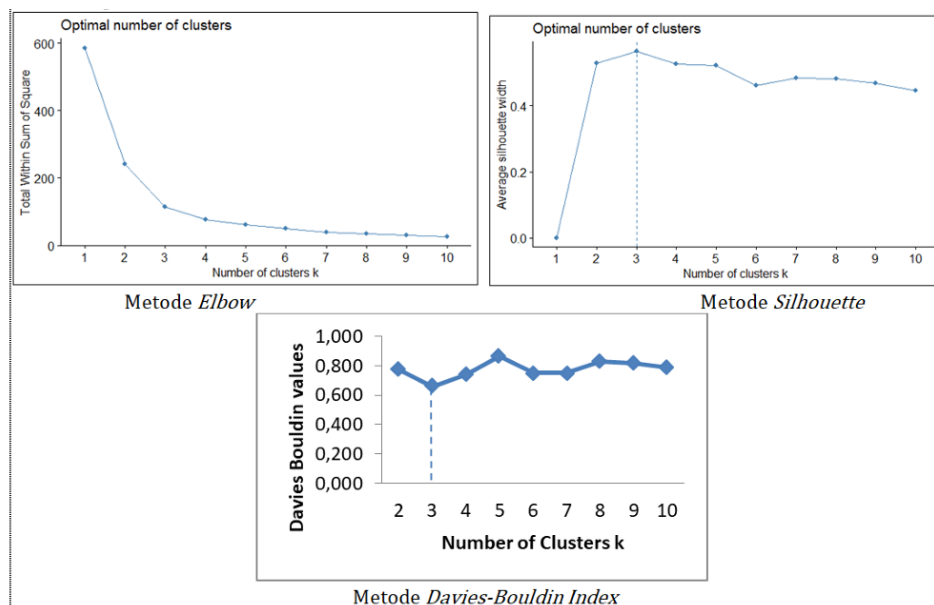 Optimal number of clusters
600
400
200
0
Total Within Sum of Square
1 2 3 4 5 6 7 8 9 10
Number of clusters k
Metode Elbow
Optimal number of clusters
0.4
0.2
0.0
Average silhouette width
1 2 3 4 5 6 7 8 9 10
Number of clusters k
Metode Silhouette
1,000
0,800
0,600
0,400
0,200
0,000
Davies Bouldin values
2 3 4 5 6 7 8 9 10
Number of Clusters k
Metode Davies-Bouldin Index